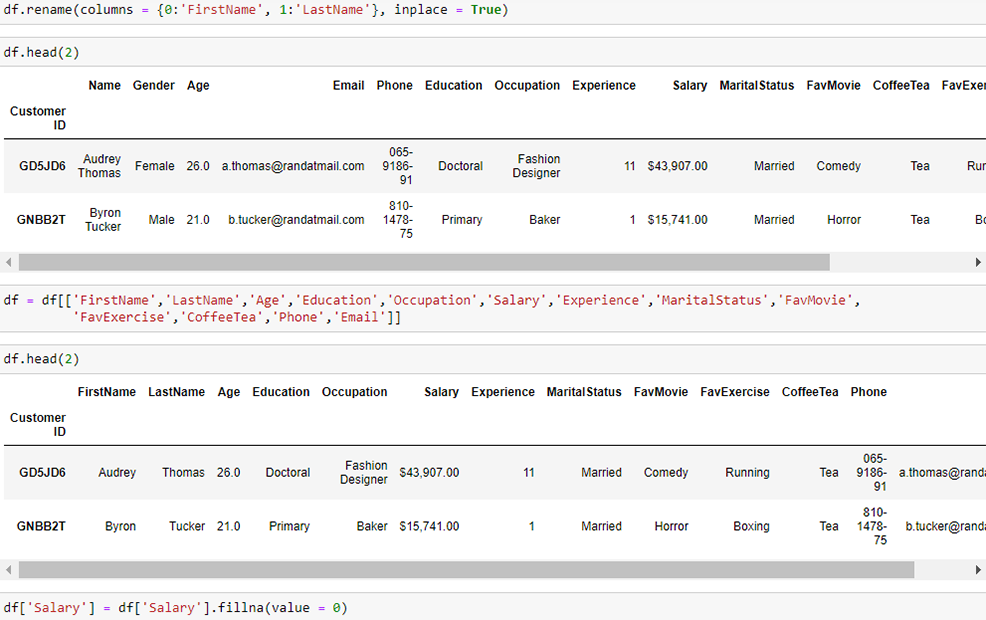 df.rename(columns = {0:'FirstName', 1:'LastName'}, inplace = True)
df.head(2)
Name Gender Age Email Phone Education Occupation Experience Salary MaritalStatus FavMovie CoffeeTea FavExer
Customer
ID
GD5JD6 Audrey Thomas Female 26.0 a.thomas@randatmail.com 065-9186-91 Doctoral Fashion Designer 11 $43,907.00 Married Comedy Tea Run
GNBB2T Byron Tucker Male 21.0 b.tucker@randatmail.com 810-1478-75 Primary Baker 1 $15,741.00 Married Horror Tea Bo
df = df[['FirstName','LastName','Age','Education','Occupation','Salary','Experience','MaritalStatus','FavMovie',
'FavExercise','CoffeeTea','Phone','Email']]
df.head(2)
FirstName LastName Age Education Occupation Salary Experience MaritalStatus FavMovie FavExercise CoffeeTea Phone
Customer
ID
GD5JD6 Audrey Thomas 26.0 Doctoral Fashion Designer $43,907.00 11 Married Comedy Running Tea 065-9186-91 a.thomas@randa
GNBB2T Byron Tucker 21.0 Primary Baker $15,741.00 1 Married Horror Boxing Tea 810-1478-75 b.tucker@randa
df['Salary'] = df['Salary'].fillna(value = 0)